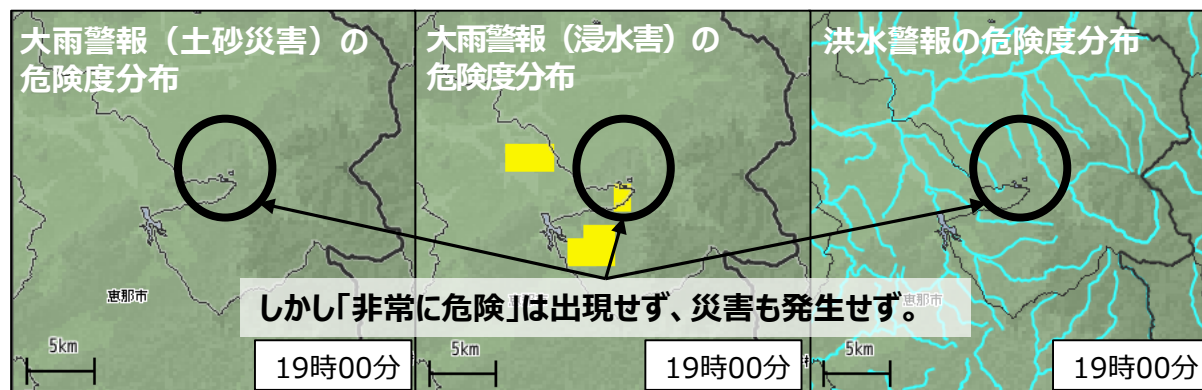 大雨警報（土砂災害）の
危険度分布
大雨警報（浸水害）の
危険度分布
洪水警報の危険度分布
恵那市
恵那市
しかし「非常に危険」は出現せず、災害も発生せず。
5km
19時00分
5km
19時00分
5km
19時00分